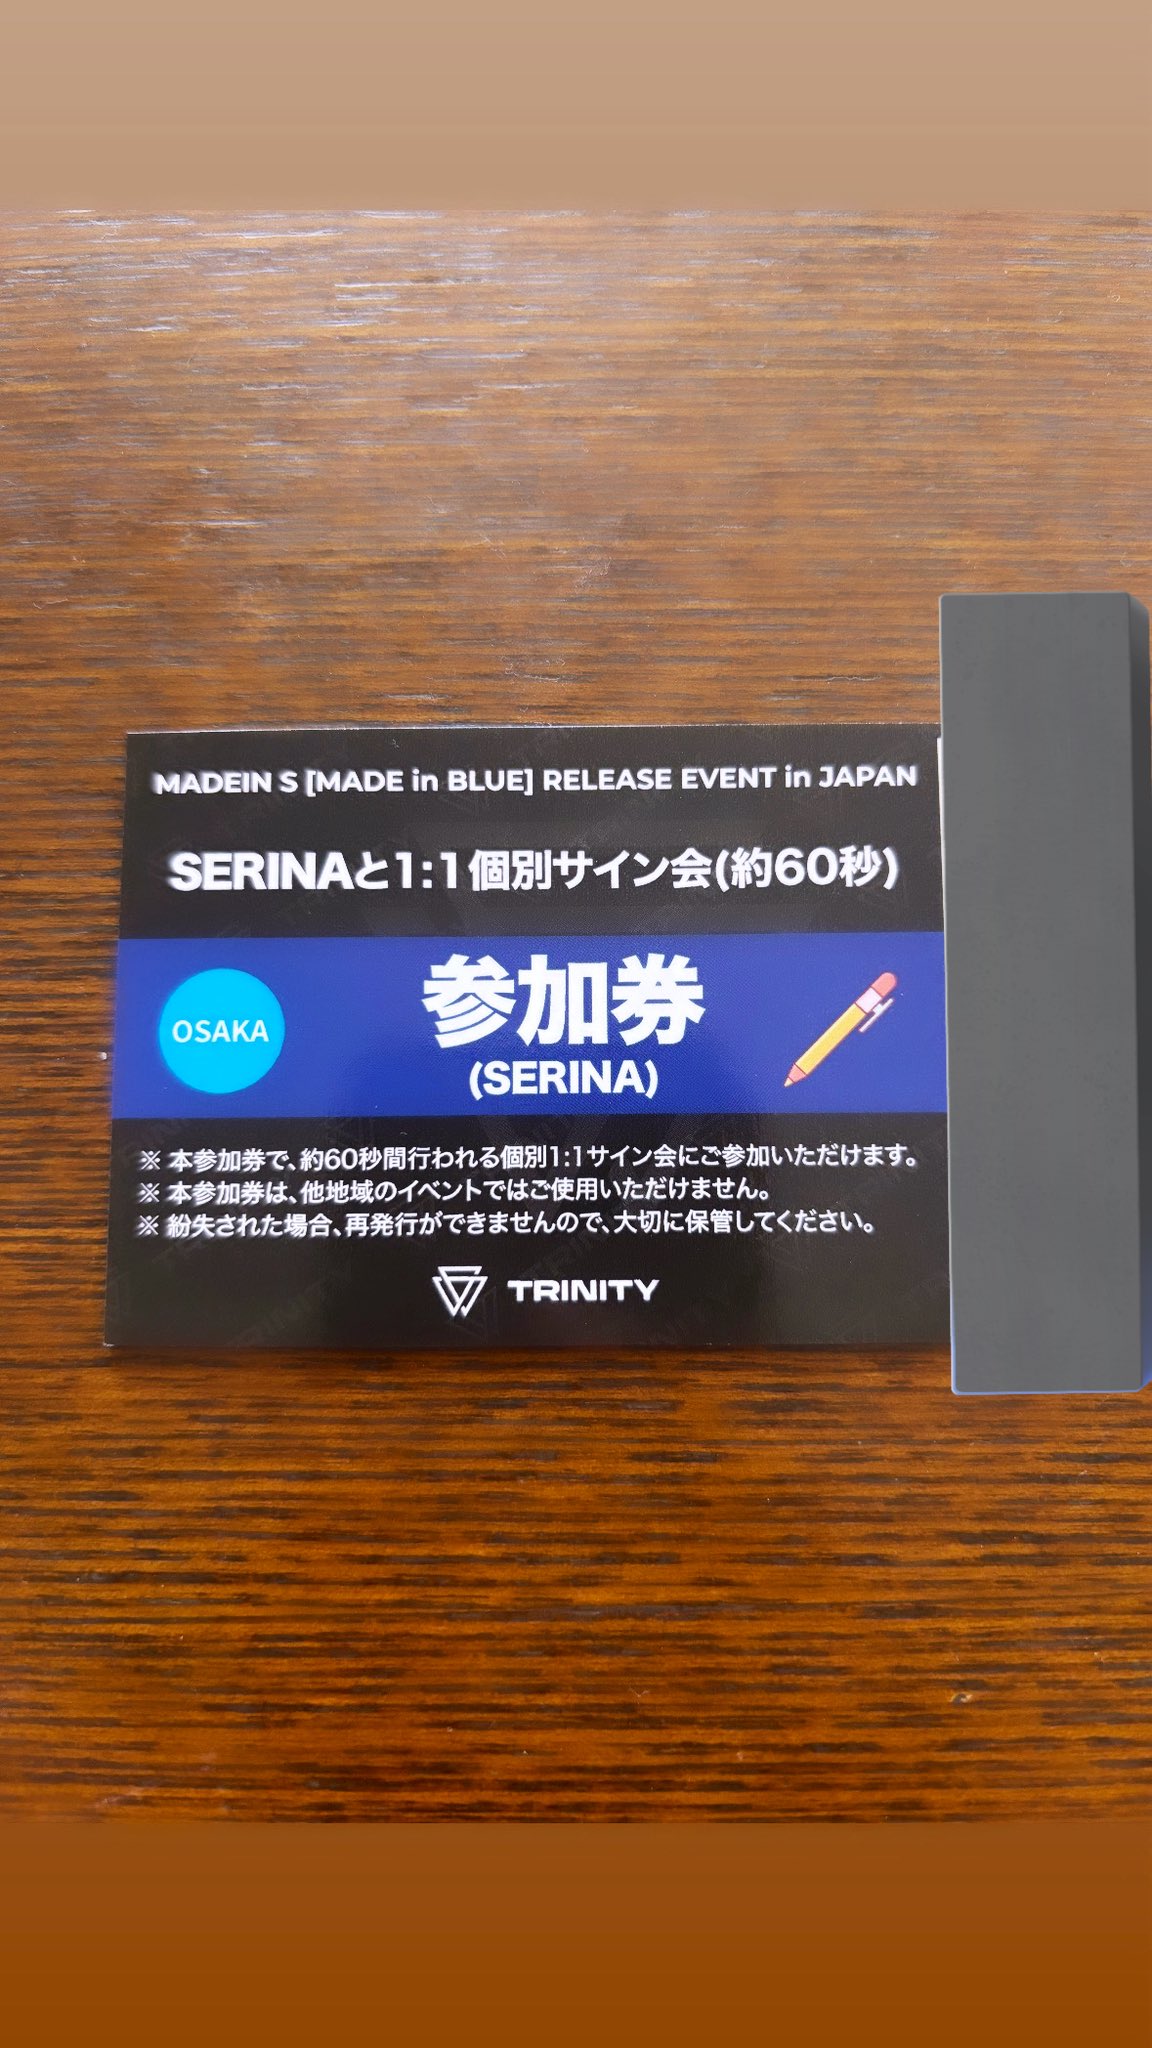 MADEIN S [MADE in BLUE] RELEASE EVENT in JAPAN
SERINAと1:1個別サイン会(約60秒)
OSAKA
参加券
(SERINA)
※ 本参加券で、約60秒間行われる個別1:1サイン会にご参加いただけます。
※ 本参加券は、他地域のイベントではご使用いただけません。
※ 紛失された場合、再発行ができませんので、大切に保管してください。
TRINITY